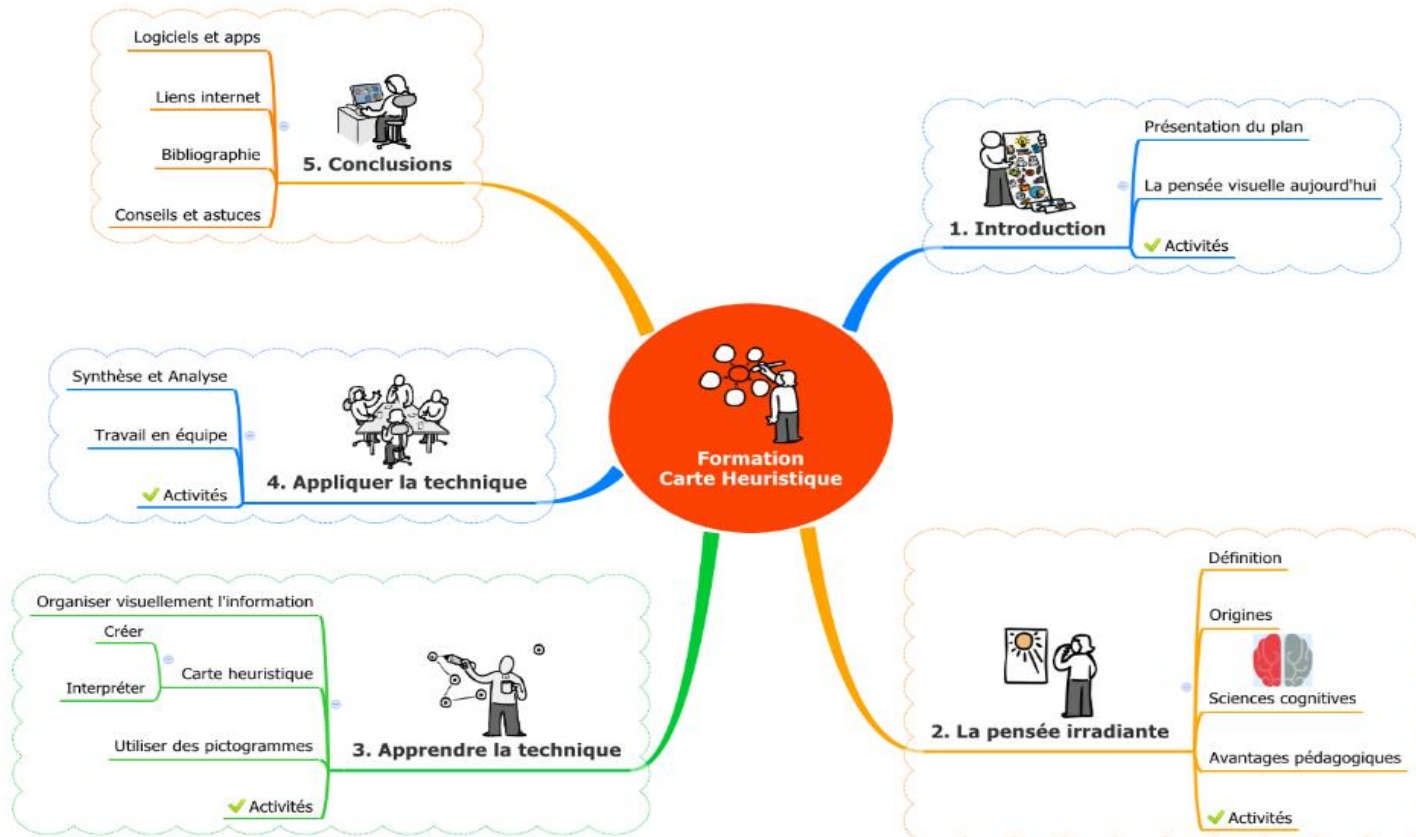 Formation
Carte Heuristique
1. Introduction
Présentation du plan
La pensée visuelle aujourd'hui
Activités
2. La pensée irradiante
Définition
Origines
Sciences cognitives
Avantages pédagogiques
Activités
3. Apprendre la technique
Organiser visuellement l'information
Carte heuristique
Créer
Interpréter
Utiliser des pictogrammes
Activités
4. Appliquer la technique
Synthèse et Analyse
Travail en équipe
Activités
5. Conclusions
Logiciels et apps
Liens internet
Bibliographie
Conseils et astuces